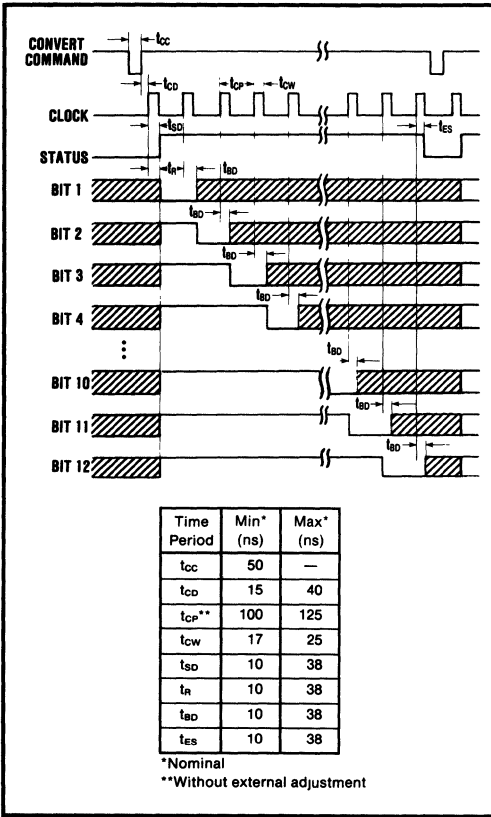 CONVERT
COMMAND
tCC
tCD
tCP
tCW
CLOCK
tSD
tES
STATUS
tR
tBD
BIT 1
tBD
BIT 2
tBD
BIT 3
tBD
BIT 4
tBD
BIT 10
tBD
BIT 11
tBD
BIT 12
Time Period Min* (ns) Max* (ns)
tCC 50 —
tCD 15 40
tCP** 100 125
tCW 17 25
tSD 10 38
tR 10 38
tBD 10 38
tES 10 38
*Nominal
**Without external adjustment